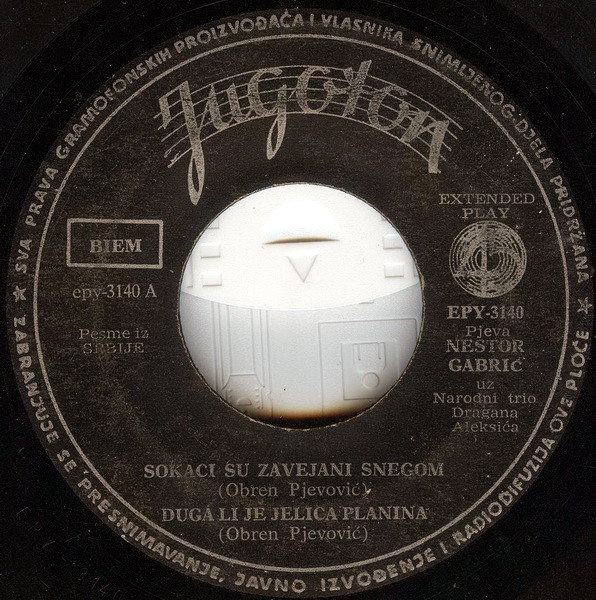 ★ SVA PRAVA GRAMOFONSKIH PROIZVOĐAČA I VLASNIKA SNIMLJENOG DJELA PRIDRŽANA ★
Jugoton
EXTENDED
PLAY
BIEM
epy-3140 A
Pesme iz
SRBIJE
EPY-3140
Pjeva
NESTOR
GABRIĆ
uz
Narodni trio
Dragana
Aleksića
SOKACI SU ZAVEJANI SNEGOM
(Obren Pjevović)
DUGA LI JE JELICA PLANINA
(Obren Pjevović)
ZABRANJUJE SE PRESNIMAVANJE, JAVNO IZVOĐENJE I RADIODIFUZIJA OVE PLOČE